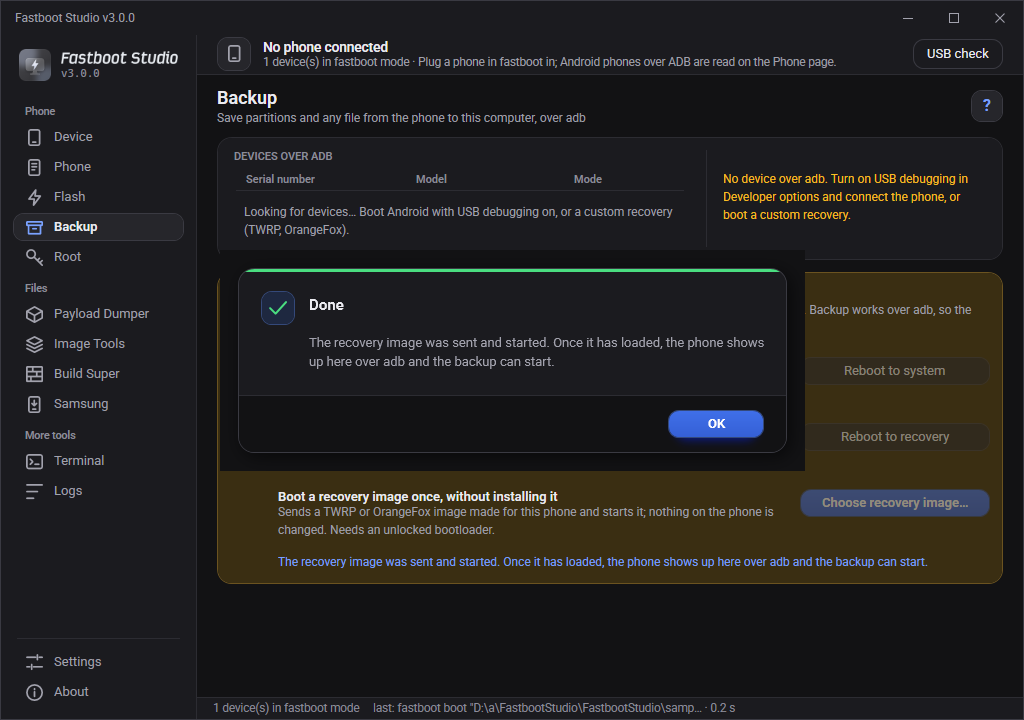 Fastboot Studio v3.0.0
Fastboot Studio
v3.0.0
No phone connected
1 device(s) in fastboot mode · Plug a phone in fastboot in; Android phones over ADB are read on the Phone page.
USB check
Phone
Device
Phone
Flash
Backup
Root
Files
Payload Dumper
Image Tools
Build Super
Samsung
More tools
Terminal
Logs
Settings
About
Backup
Save partitions and any file from the phone to this computer, over adb
?
DEVICES OVER ADB
Serial number Model Mode
Looking for devices... Boot Android with USB debugging on, or a custom recovery
(TWRP, OrangeFox).
No device over adb. Turn on USB debugging in
Developer options and connect the phone, or
boot a custom recovery.
Backup works over adb, so the
Reboot to system
Reboot to recovery
Done
The recovery image was sent and started. Once it has loaded, the phone shows
up here over adb and the backup can start.
OK
Boot a recovery image once, without installing it
Sends a TWRP or OrangeFox image made for this phone and starts it; nothing on the phone is
changed. Needs an unlocked bootloader.
Choose recovery image...
The recovery image was sent and started. Once it has loaded, the phone shows up here over adb and the backup can start.
1 device(s) in fastboot mode last: fastboot boot "D:\a\FastbootStudio\FastbootStudio\samp... · 0.2 s